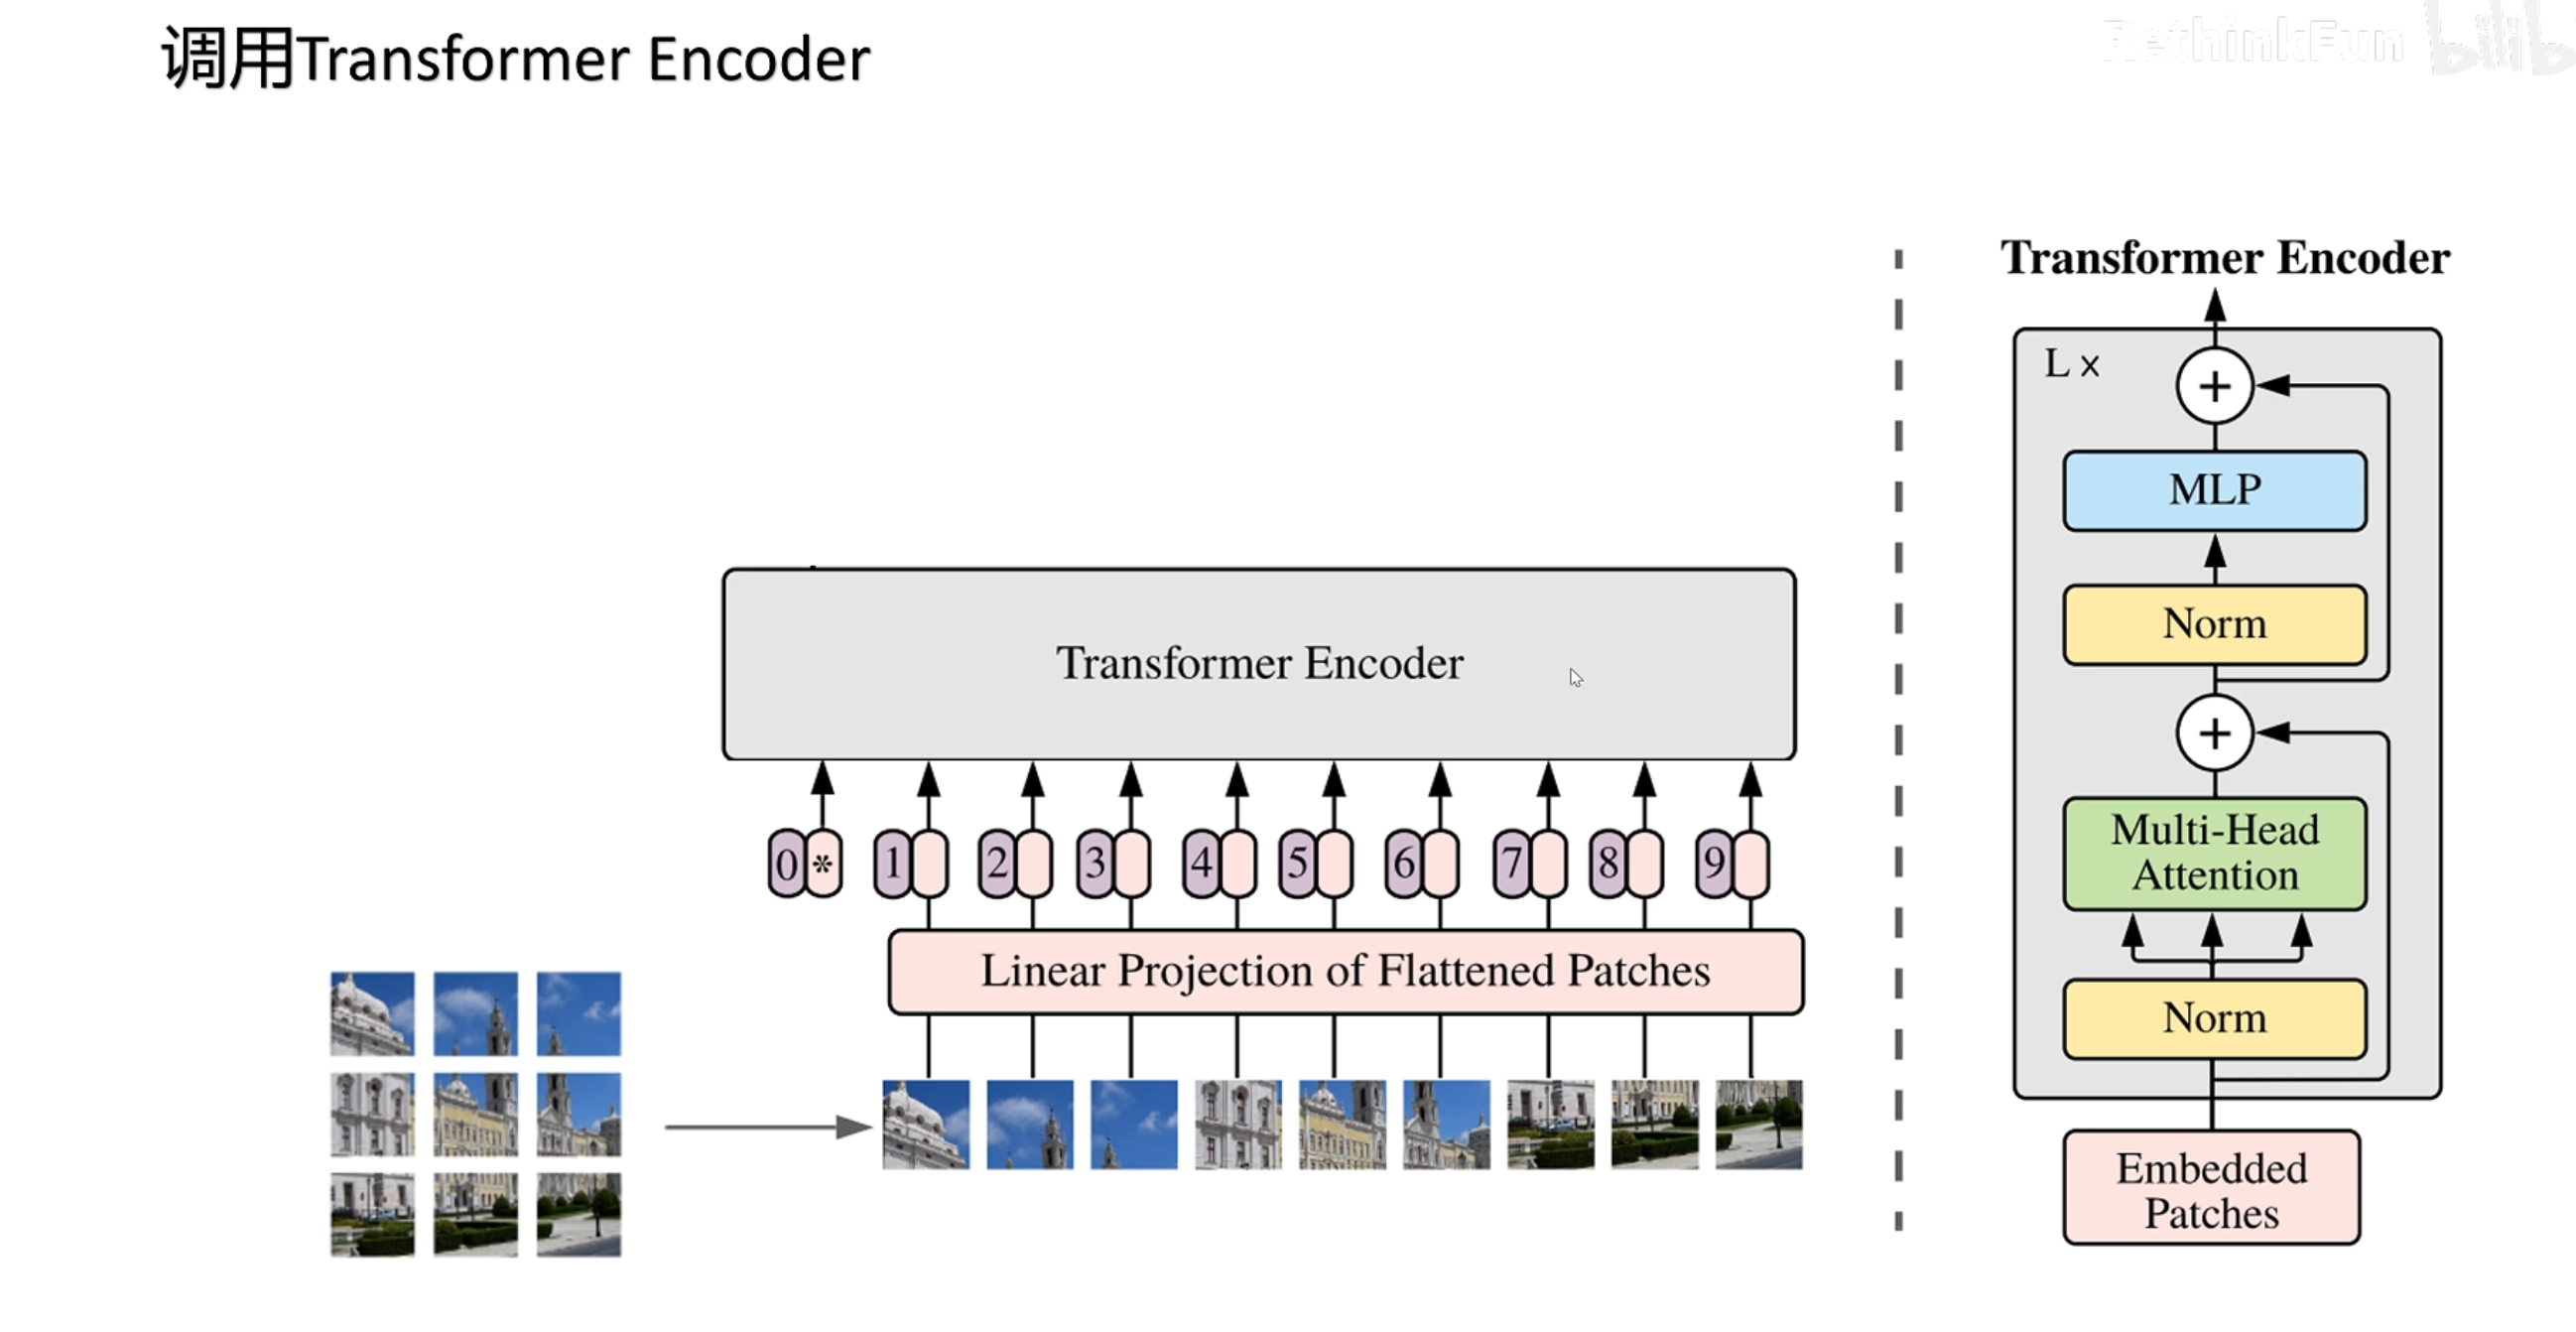 调用Transformer Encoder
RethinkFun bilib
Transformer Encoder
L ×
+
MLP
Norm
+
Multi-Head
Attention
Norm
Embedded
Patches
Transformer Encoder
0 * 1 2 3 4 5 6 7 8 9
Linear Projection of Flattened Patches